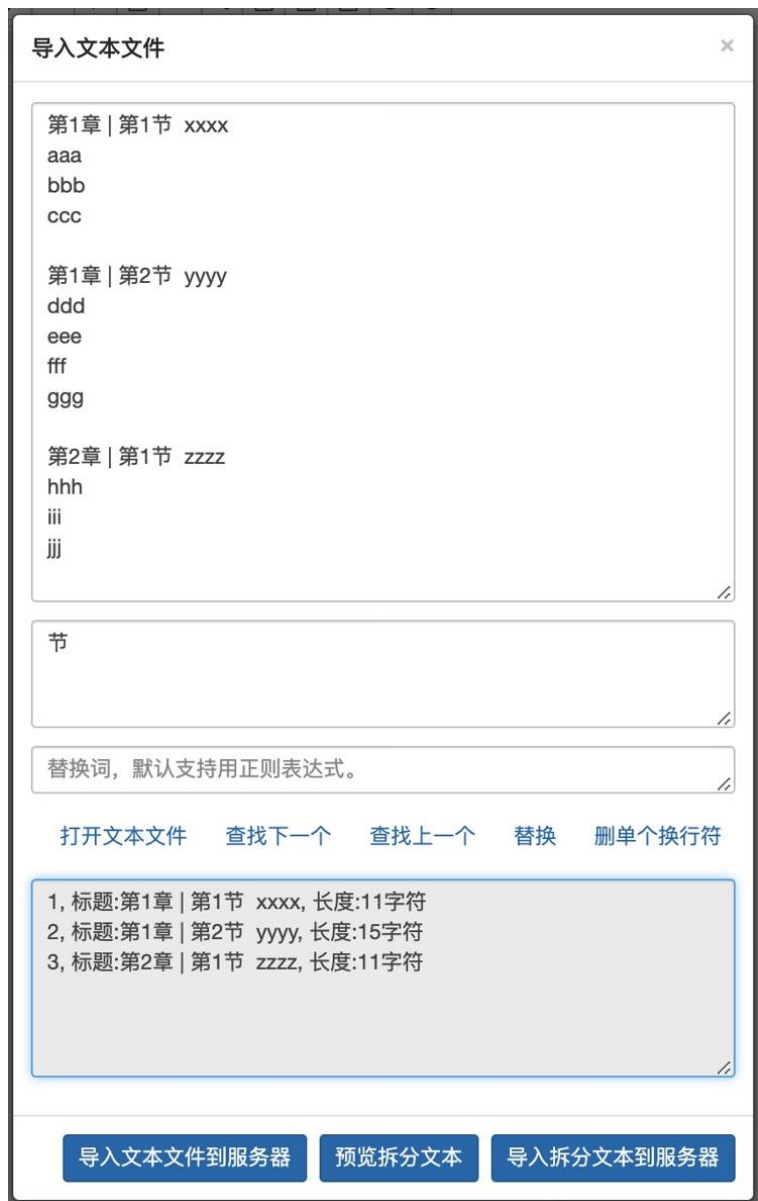 导入文本文件 ×
第1章 | 第1节  xxxx
aaa
bbb
ccc
第1章 | 第2节  yyyy
ddd
eee
fff
ggg
第2章 | 第1节  zzzz
hhh
iii
jjj
节
替换词，默认支持用正则表达式。
打开文本文件 查找下一个 查找上一个 替换 删单个换行符
1, 标题:第1章 | 第1节  xxxx, 长度:11字符
2, 标题:第1章 | 第2节  yyyy, 长度:15字符
3, 标题:第2章 | 第1节  zzzz, 长度:11字符
导入文本文件到服务器 预览拆分文本 导入拆分文本到服务器